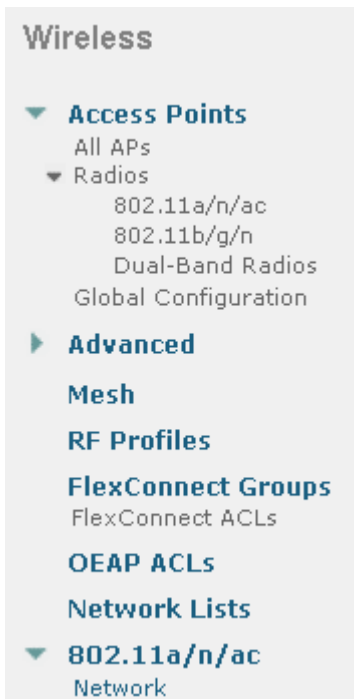 Wireless
Access Points
All APs
Radios
802.11a/n/ac
802.11b/g/n
Dual-Band Radios
Global Configuration
Advanced
Mesh
RF Profiles
FlexConnect Groups
FlexConnect ACLs
OEAP ACLs
Network Lists
802.11a/n/ac
Network